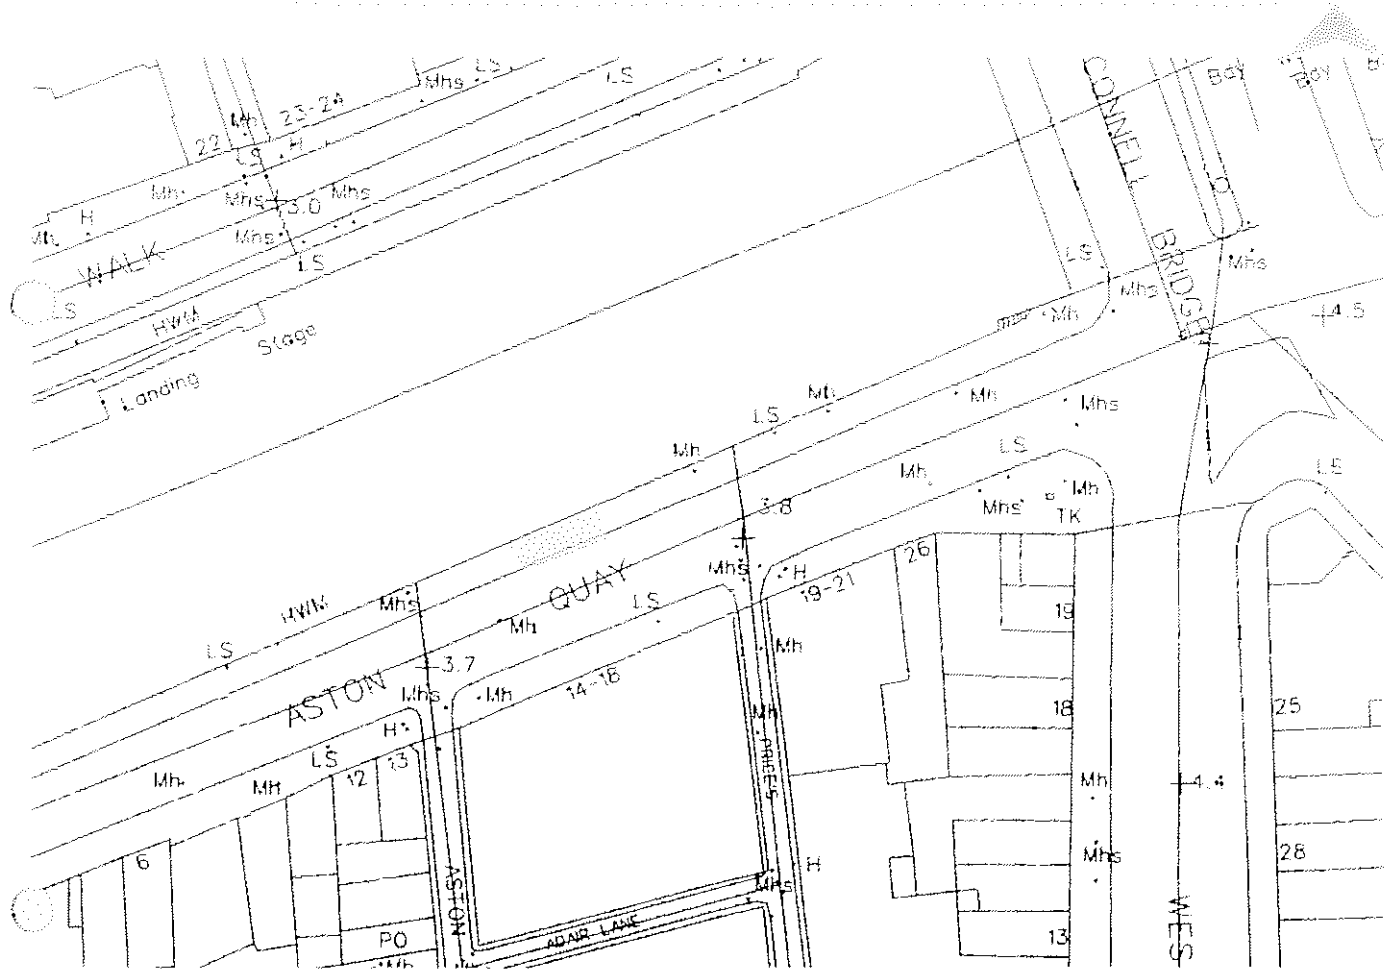 LS
Mhs
LS
23-24
22
Mh
H
LS
Mh
Mhs
Mhs
3.0
H
Mh
Mhs
WALK
LS
LS
HWM
Stage
Landing
CONNELL
BRIDGE
Bay
Bay
LS
Mhs
Mhs
Mh
4.5
Mh
Mh
Mhs
LS
Mh
LS
Mh
LS
Mh
Mhs
TK
3.8
26
Mhs
H
19-21
QUAY
HWM
Mhs
LS
Mh
LS
19
Mh
3.7
ASTON
Mhs
Mh
14-18
18
25
H
LS
Mh
PRICE'S
13
12
Mh
Mh
Mh
4.4
6
H
28
Mhs
Mhs
ASTON
WES
ADAIR LANE
PO
13
Mh